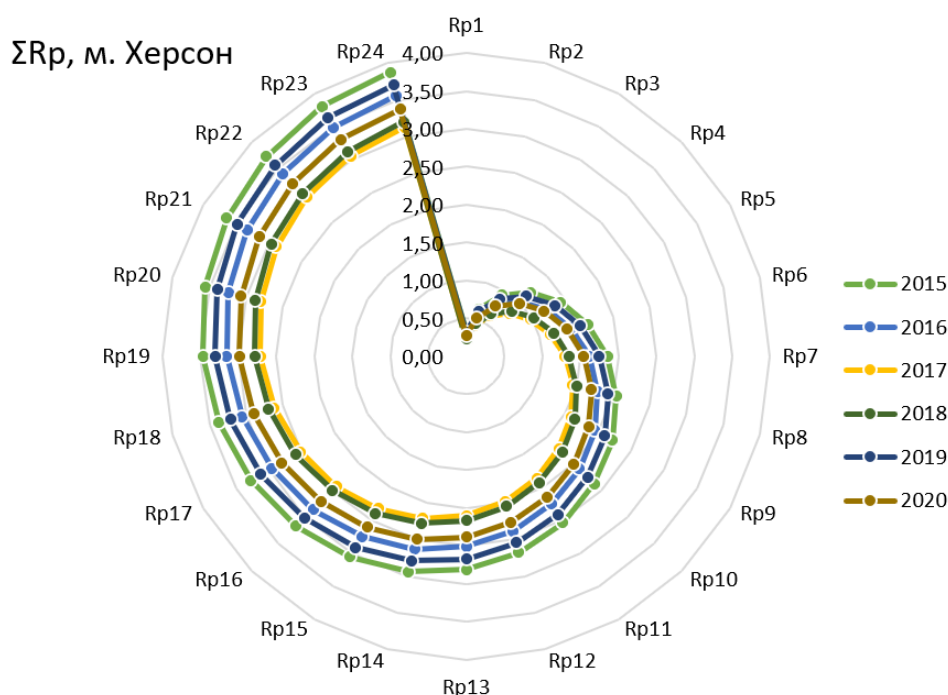 ΣRp, м. Херсон
Rp1
Rp2
Rp3
Rp4
Rp5
Rp6
Rp7
Rp8
Rp9
Rp10
Rp11
Rp12
Rp13
Rp14
Rp15
Rp16
Rp17
Rp18
Rp19
Rp20
Rp21
Rp22
Rp23
Rp24
4,00
3,50
3,00
2,50
2,00
1,50
1,00
0,50
0,00
2015
2016
2017
2018
2019
2020